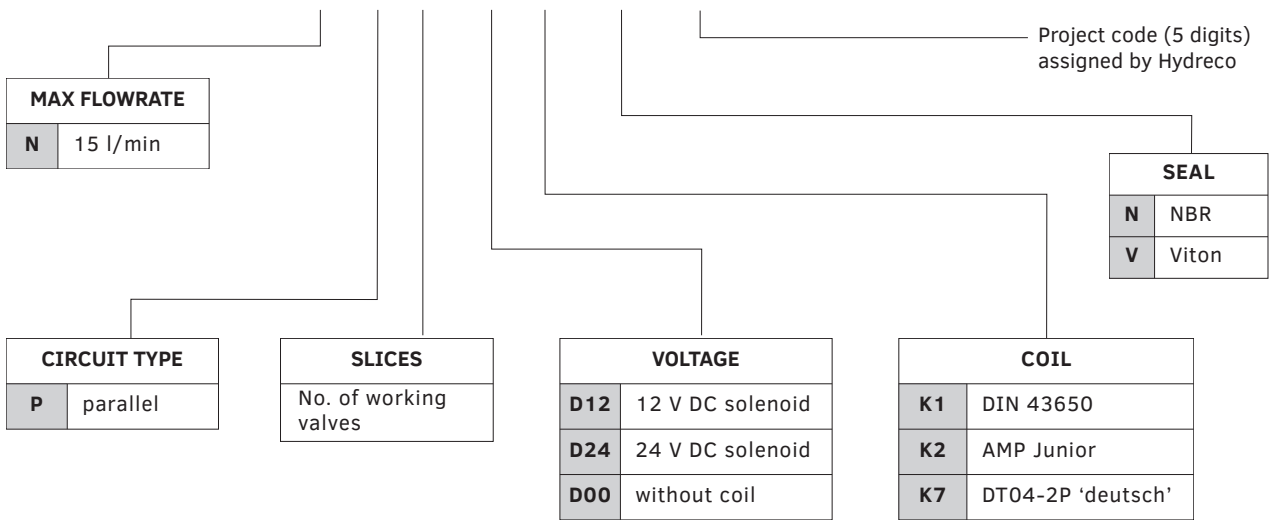 Project code (5 digits)
assigned by Hydreco
MAX FLOWRATE
N 15 l/min
SEAL
N NBR
V Viton
CIRCUIT TYPE
P parallel
SLICES
No. of working
valves
VOLTAGE
D12 12 V DC solenoid
D24 24 V DC solenoid
D00 without coil
COIL
K1 DIN 43650
K2 AMP Junior
K7 DT04-2P ‘deutsch’